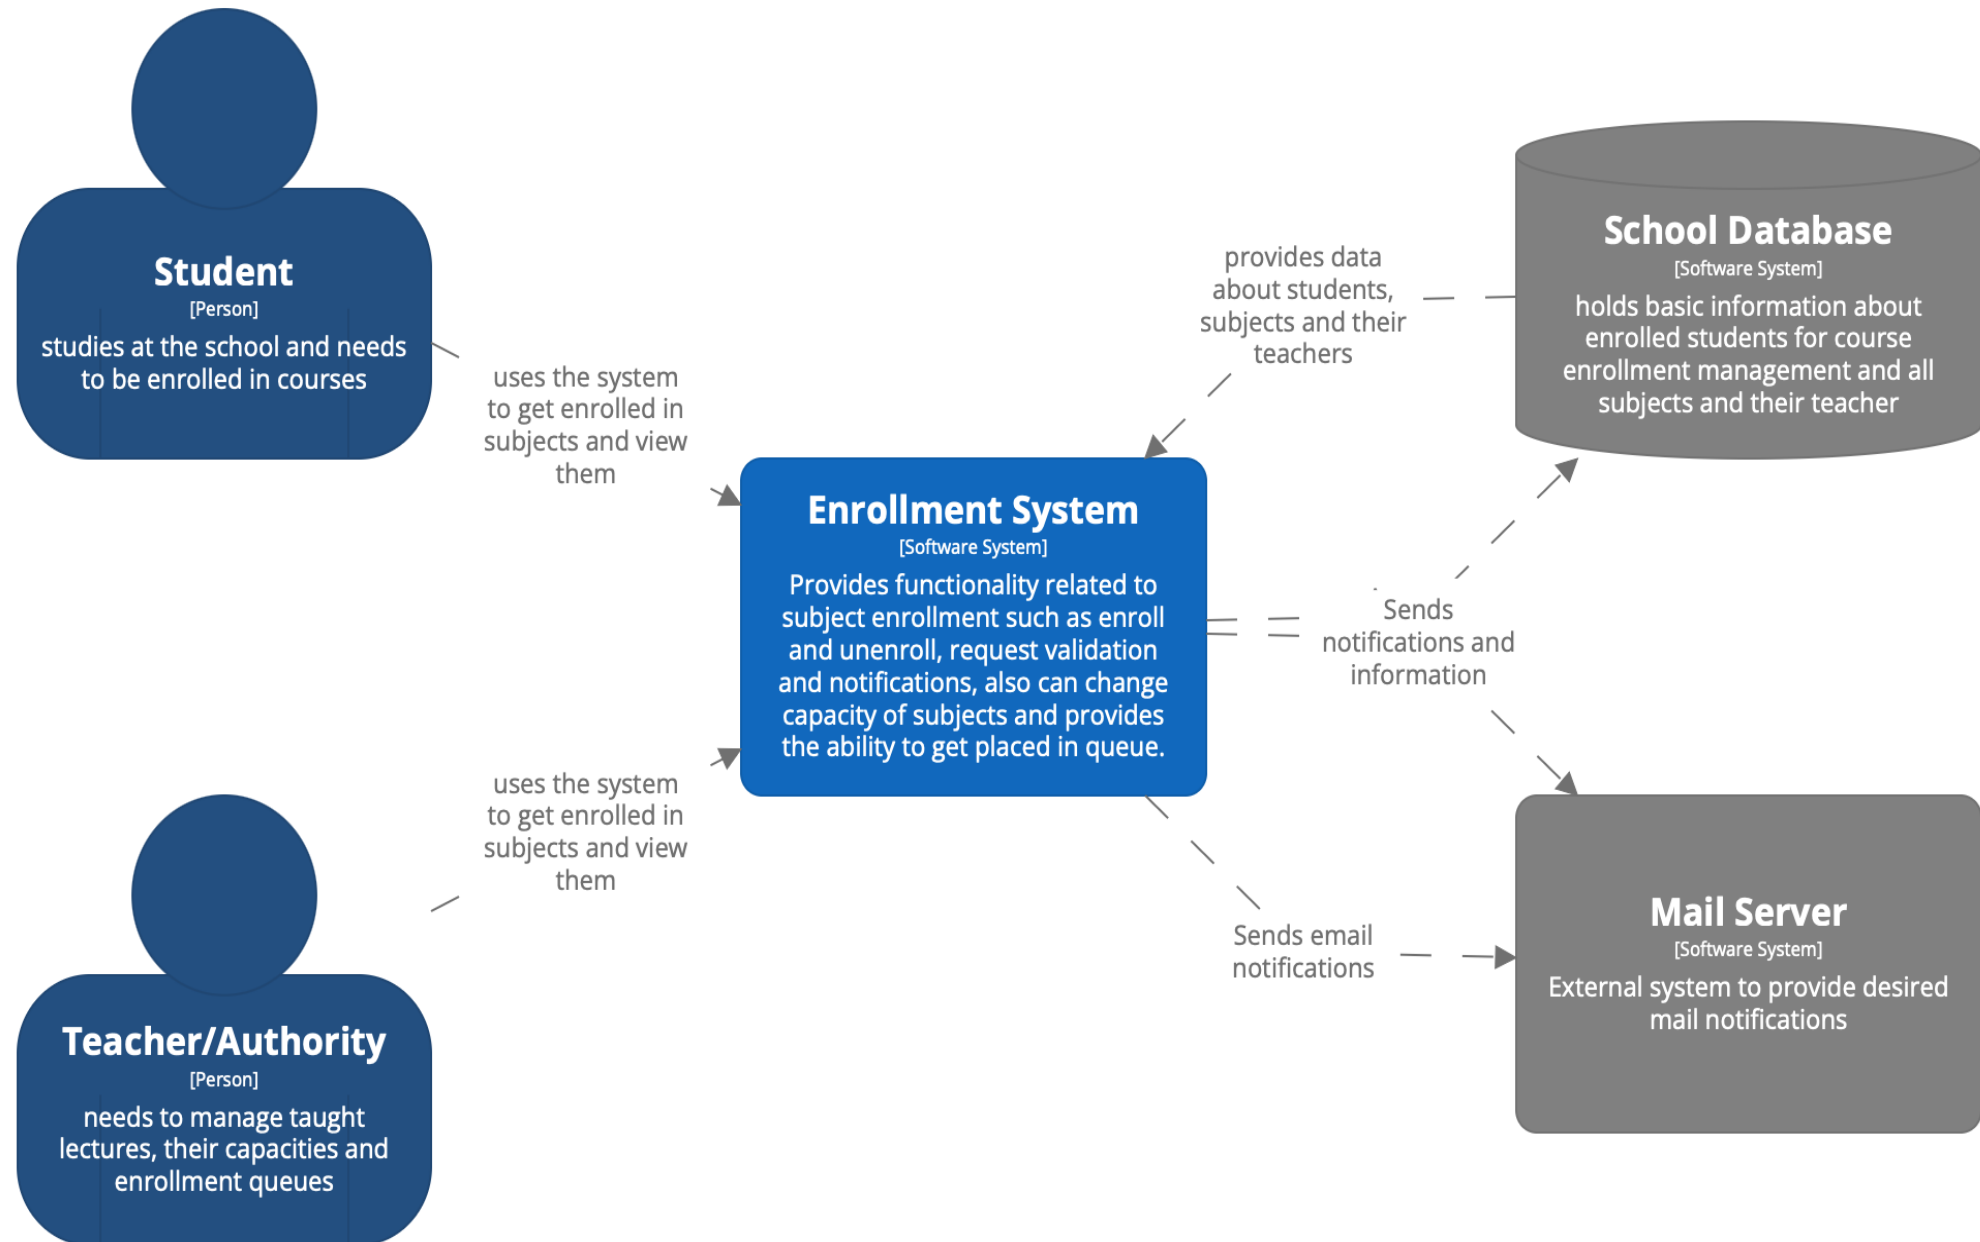 Student
[Person]
studies at the school and needs
to be enrolled in courses
uses the system
to get enrolled in
subjects and view
them
Teacher/Authority
[Person]
needs to manage taught
lectures, their capacities and
enrollment queues
uses the system
to get enrolled in
subjects and view
them
Enrollment System
[Software System]
Provides functionality related to
subject enrollment such as enroll
and unenroll, request validation
and notifications, also can change
capacity of subjects and provides
the ability to get placed in queue.
provides data
about students,
subjects and their
teachers
School Database
[Software System]
holds basic information about
enrolled students for course
enrollment management and all
subjects and their teacher
Sends
notifications and
information
Sends email
notifications
Mail Server
[Software System]
External system to provide desired
mail notifications